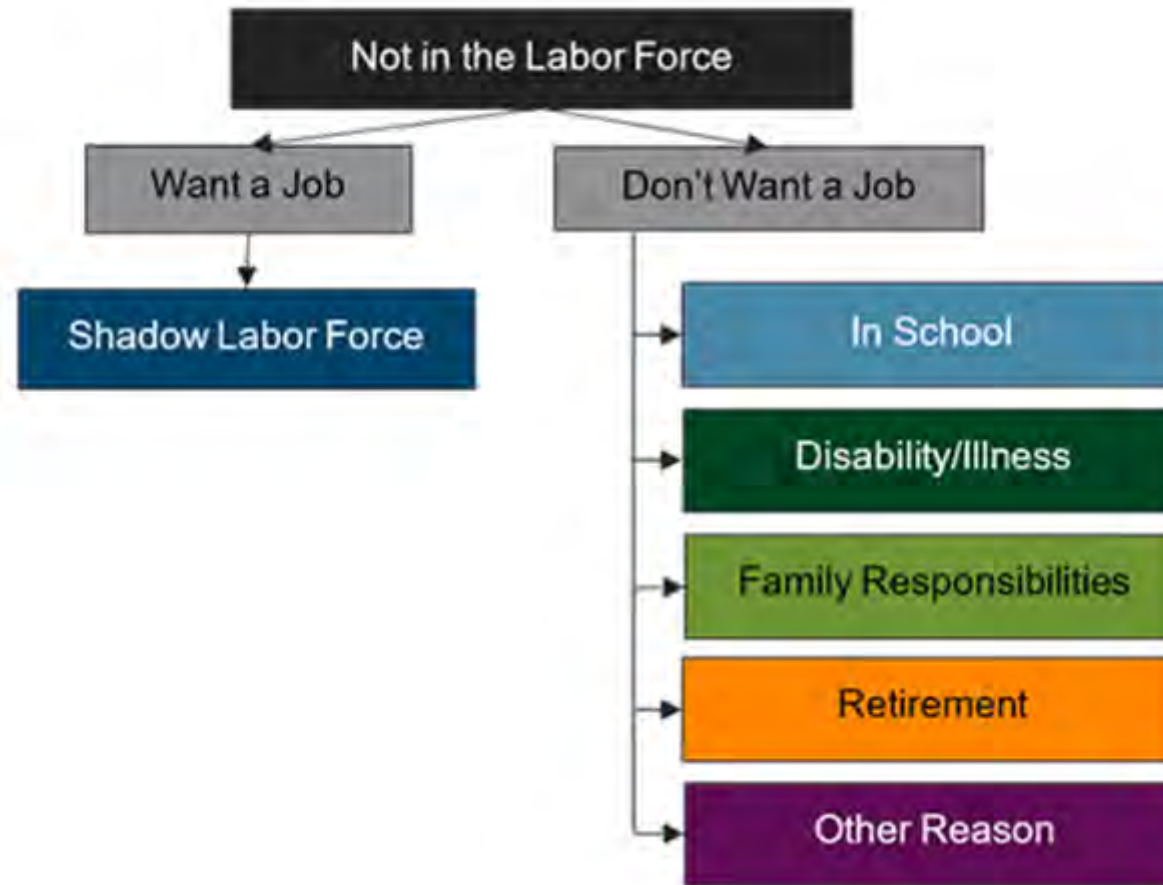 Not in the Labor Force
Want a Job
Don't Want a Job
Shadow Labor Force
In School
Disability/Illness
Family Responsibilities
Retirement
Other Reason